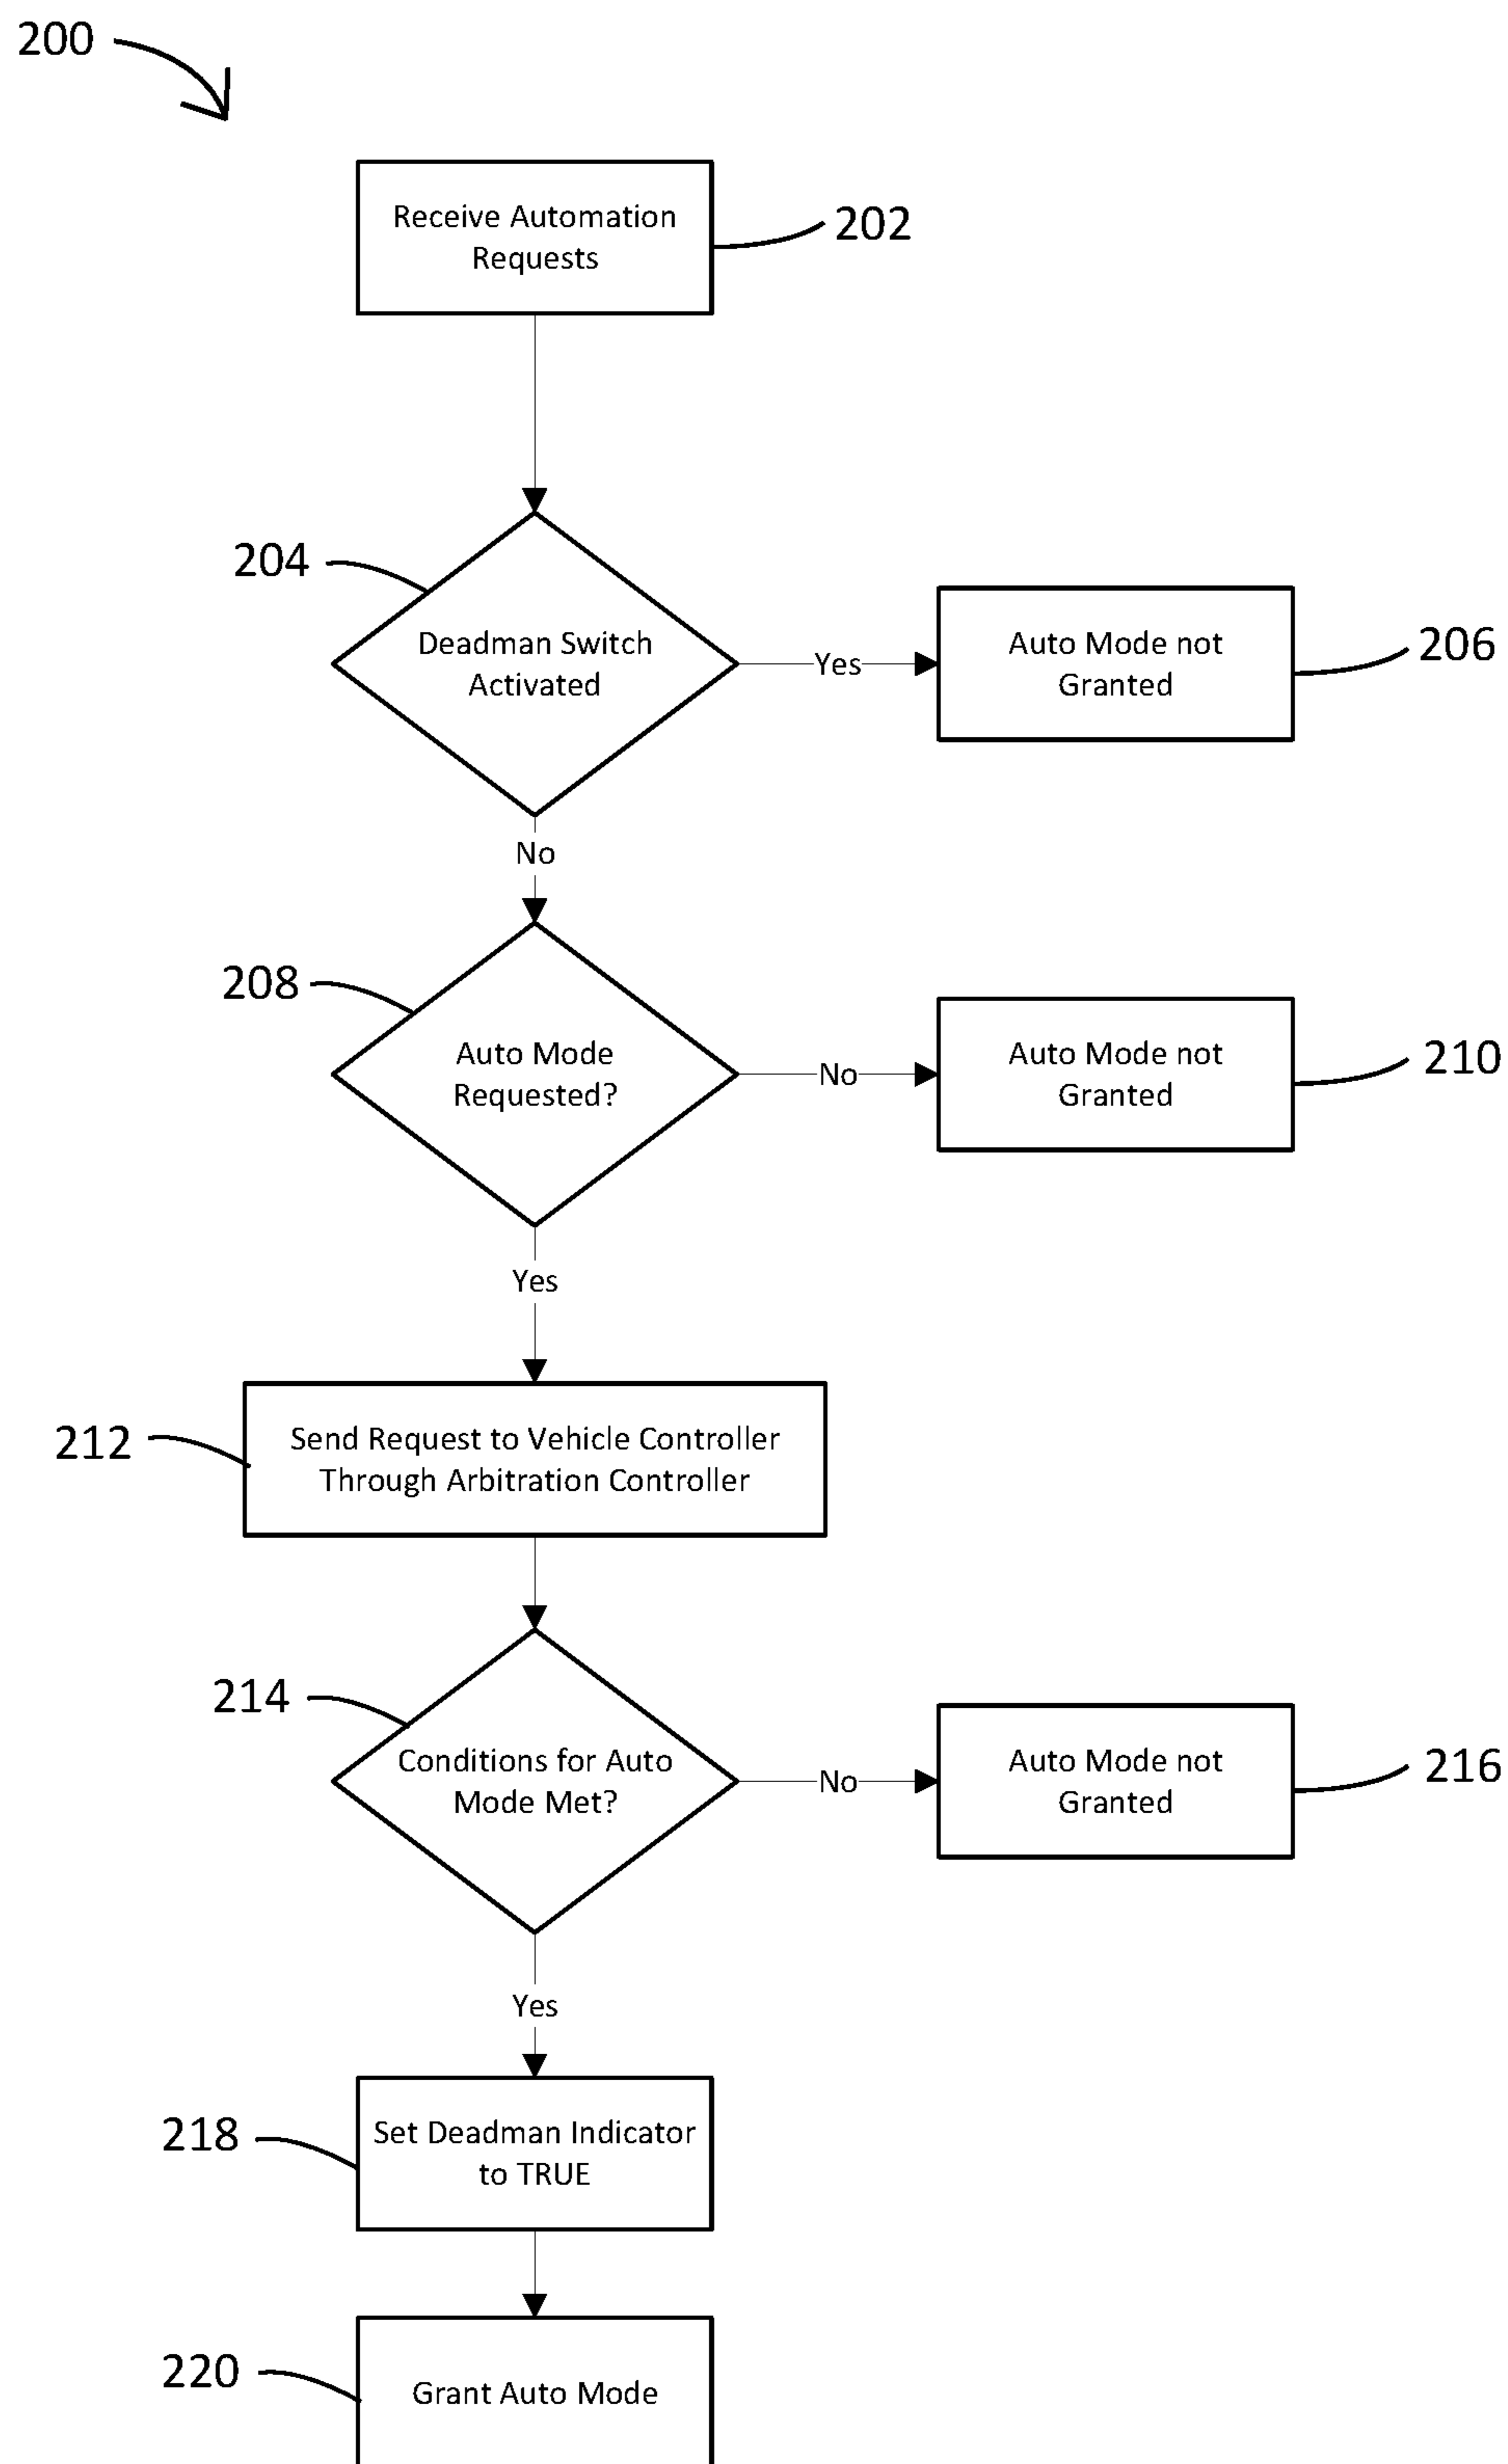 200
Receive Automation
Requests
202
204
Deadman Switch
Activated
Yes
Auto Mode not
Granted
206
No
208
Auto Mode
Requested?
No
Auto Mode not
Granted
210
Yes
212
Send Request to Vehicle Controller
Through Arbitration Controller
214
Conditions for Auto
Mode Met?
No
Auto Mode not
Granted
216
Yes
218
Set Deadman Indicator
to TRUE
220
Grant Auto Mode